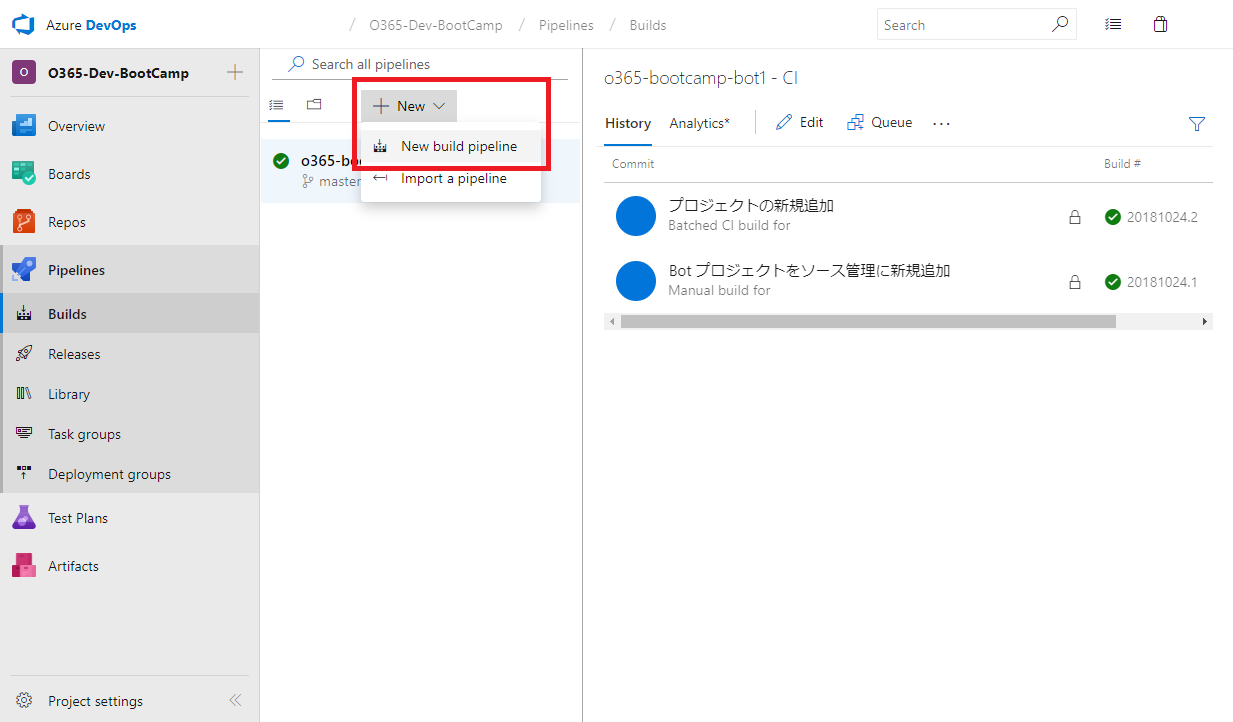 Azure DevOps
/ O365-Dev-BootCamp / Pipelines / Builds
Search
O O365-Dev-BootCamp
Overview
Boards
Repos
Pipelines
Builds
Releases
Library
Task groups
Deployment groups
Test Plans
Artifacts
Project settings
Search all pipelines
New
New build pipeline
Import a pipeline
master
o365-bootcamp-bot1 - CI
History Analytics* Edit Queue ...
Commit Build #
プロジェクトの新規追加
Batched CI build for
20181024.2
Bot プロジェクトをソース管理に新規追加
Manual build for
20181024.1